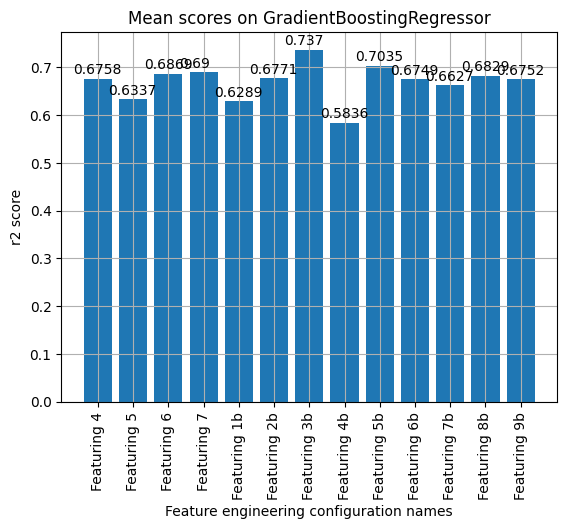 Mean scores on GradientBoostingRegressor
0.6758
0.6337
0.6869
0.69
0.6289
0.6771
0.737
0.5836
0.7035
0.6749
0.6627
0.6829
0.6752
r2 score
0.7
0.6
0.5
0.4
0.3
0.2
0.1
0.0
Featuring 4
Featuring 5
Featuring 6
Featuring 7
Featuring 1b
Featuring 2b
Featuring 3b
Featuring 4b
Featuring 5b
Featuring 6b
Featuring 7b
Featuring 8b
Featuring 9b
Feature engineering configuration names